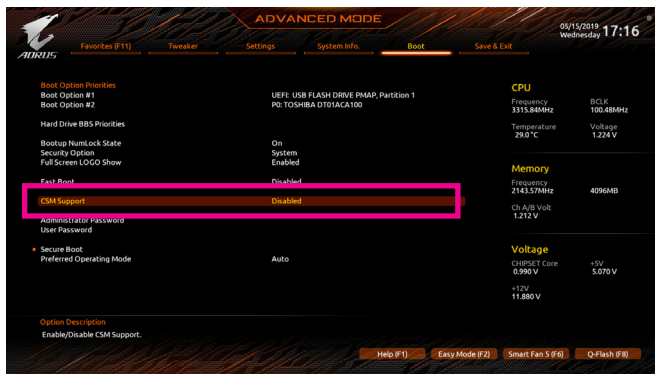 ADVANCED MODE
05/15/2019 17:16
Wednesday
AORUS
Favorites (F11) Tweaker Settings System Info. Boot Save & Exit
Boot Option Priorities
Boot Option #1 UEFI: USB FLASH DRIVE PMAP, Partition 1
Boot Option #2 P0: TOSHIBA DT01ACA100
Hard Drive BBS Priorities
Bootup NumLock State On
Security Option System
Full Screen LOGO Show Enabled
Fast Boot Disabled
CSM Support Disabled
Administrator Password
User Password
Secure Boot
Preferred Operating Mode Auto
CPU
Frequency BCLK
3315.84MHz 100.48MHz
Temperature Voltage
29.0 °C 1.224 V
Memory
Frequency
2143.57MHz 4096MB
Ch A/B Volt
1.212 V
Voltage
CHIPSET Core +5V
0.990 V 5.070 V
+12V
11.880 V
Option Description
Enable/Disable CSM Support.
Help (F1) Easy Mode (F2) Smart Fan 5 (F6) Q-Flash (F8)